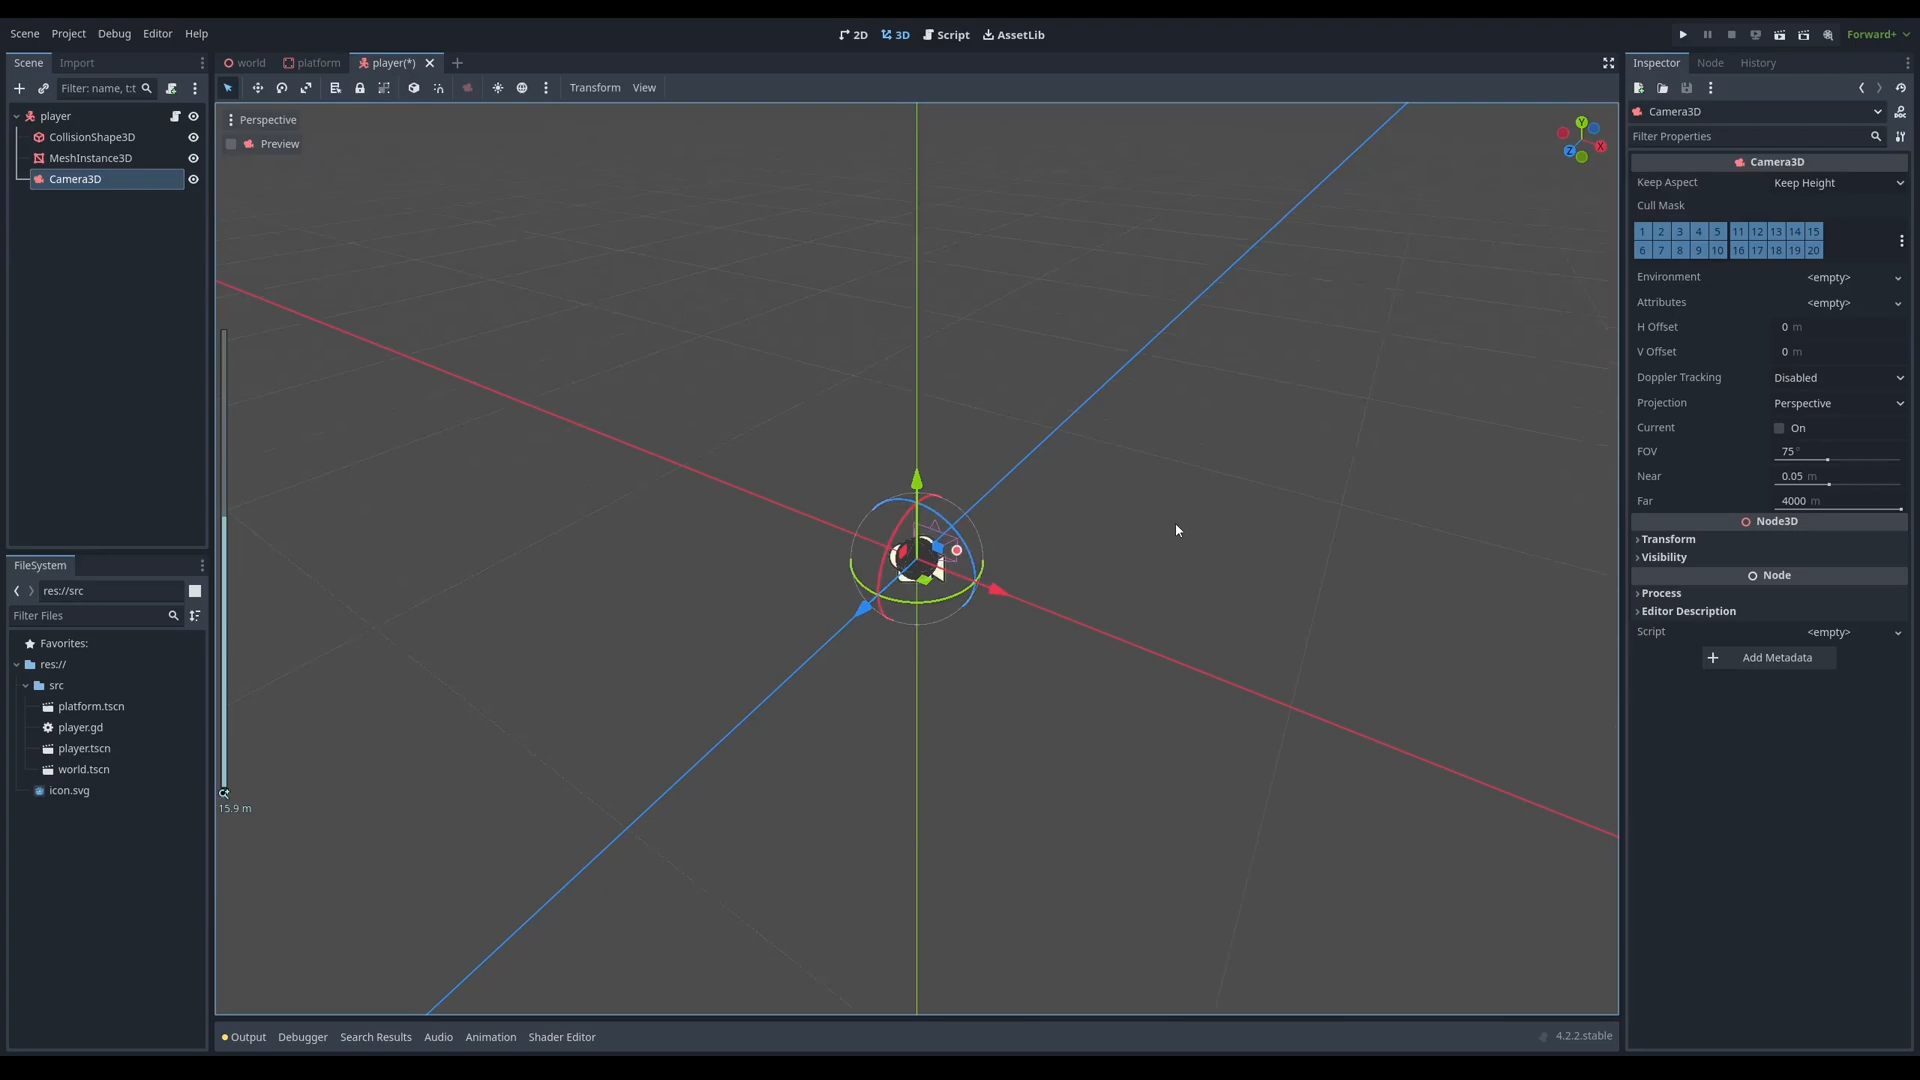 Scene Project Debug Editor Help
2D 3D Script AssetLib
Forward+
Scene Import
world platform player(*)
Inspector Node History
Filter: name, t:t
Transform View
player
CollisionShape3D
MeshInstance3D
Camera3D
Perspective
Preview
Y
X
Z
15.9 m
FileSystem
res://src
Filter Files
Favorites:
res://
src
platform.tscn
player.gd
player.tscn
world.tscn
icon.svg
Output Debugger Search Results Audio Animation Shader Editor
4.2.2.stable
Camera3D
Filter Properties
Camera3D
Keep Aspect Keep Height
Cull Mask
1 2 3 4 5 11 12 13 14 15
6 7 8 9 10 16 17 18 19 20
Environment <empty>
Attributes <empty>
H Offset 0 m
V Offset 0 m
Doppler Tracking Disabled
Projection Perspective
Current On
FOV 75°
Near 0.05 m
Far 4000 m
Node3D
Transform
Visibility
Node
Process
Editor Description
Script <empty>
Add Metadata